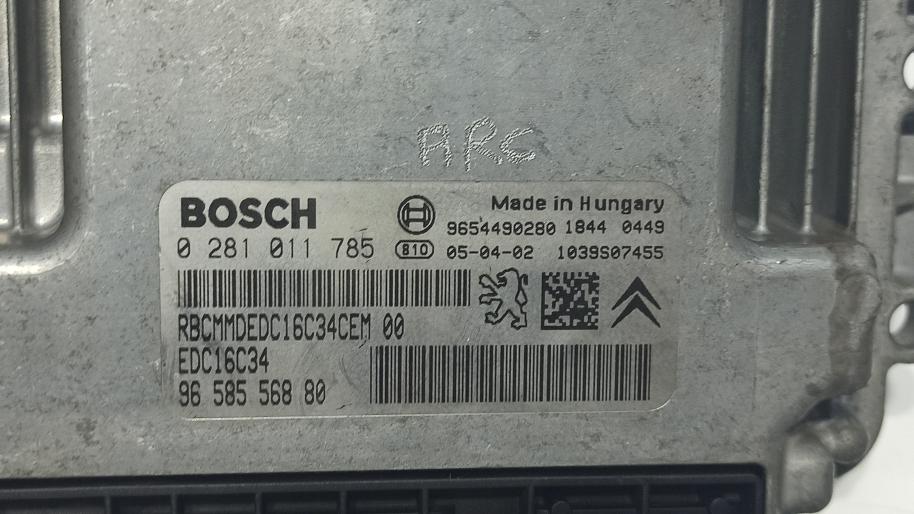 ARC
BOSCH
Made in Hungary
9654490280 1844 0449
0 281 011 785
810
05-04-02 1039S07455
RBCMMDEDC16C34CEM 00
EDC16C34
96 585 568 80